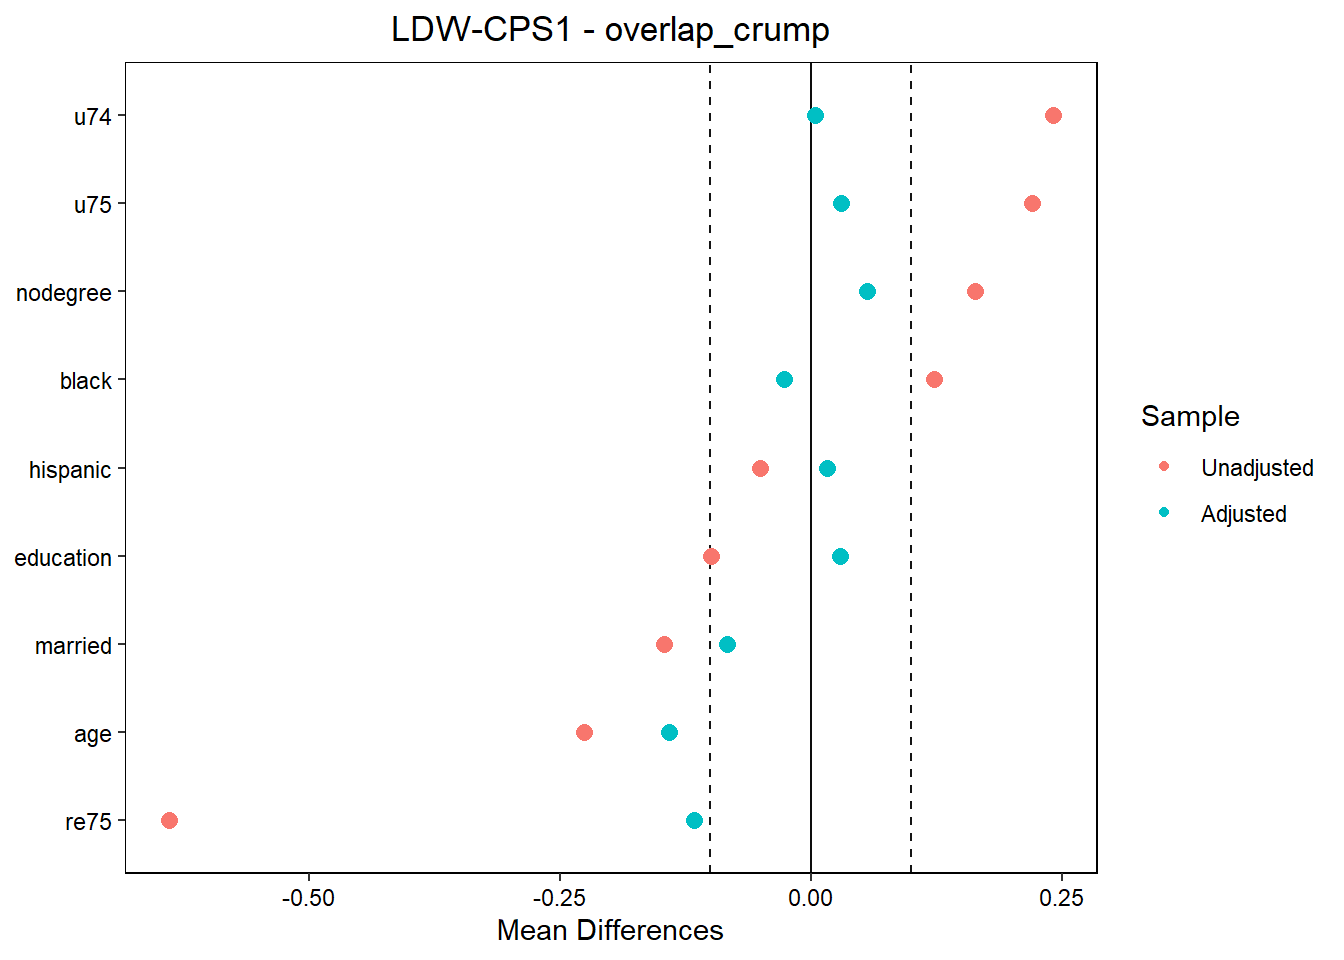 LDW-CPS1 - overlap_crump
u74
u75
nodegree
black
hispanic
education
married
age
re75
-0.50
-0.25
0.00
0.25
Mean Differences
Sample
Unadjusted
Adjusted